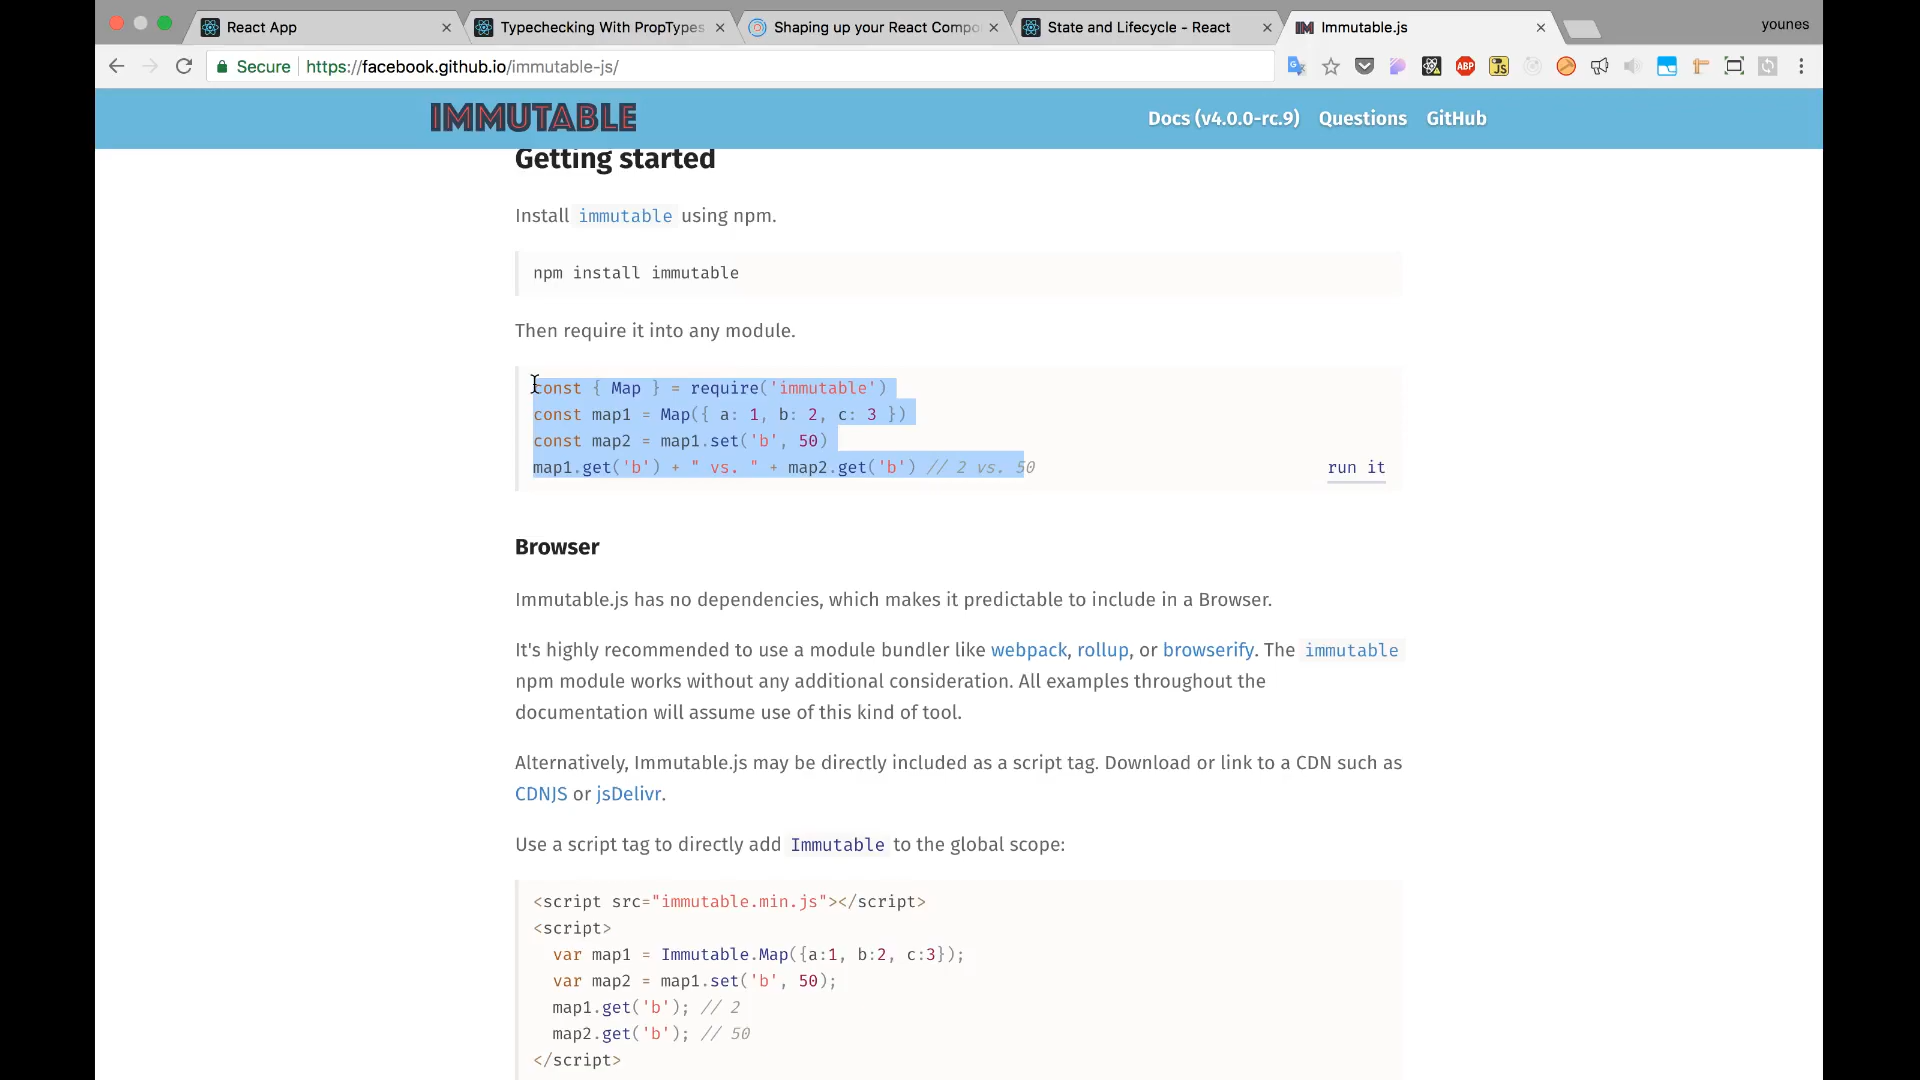 React App
Typechecking With PropTypes
Shaping up your React Compo
State and Lifecycle - React
Immutable.js
younes
Secure
https://facebook.github.io/immutable-js/
ABP
JS
IMMUTABLE
Docs (v4.0.0-rc.9)
Questions
GitHub
Getting started
Install immutable using npm.
npm install immutable
Then require it into any module.
const { Map } = require('immutable')
const map1 = Map({ a: 1, b: 2, c: 3 })
const map2 = map1.set('b', 50)
map1.get('b') + " vs. " + map2.get('b') // 2 vs. 50
run it
Browser
Immutable.js has no dependencies, which makes it predictable to include in a Browser.
It's highly recommended to use a module bundler like webpack, rollup, or browserify. The immutable
npm module works without any additional consideration. All examples throughout the
documentation will assume use of this kind of tool.
Alternatively, Immutable.js may be directly included as a script tag. Download or link to a CDN such as
CDNJS or jsDelivr.
Use a script tag to directly add Immutable to the global scope:
<script src="immutable.min.js"></script>
<script>
var map1 = Immutable.Map({a:1, b:2, c:3});
var map2 = map1.set('b', 50);
map1.get('b'); // 2
map2.get('b'); // 50
</script>